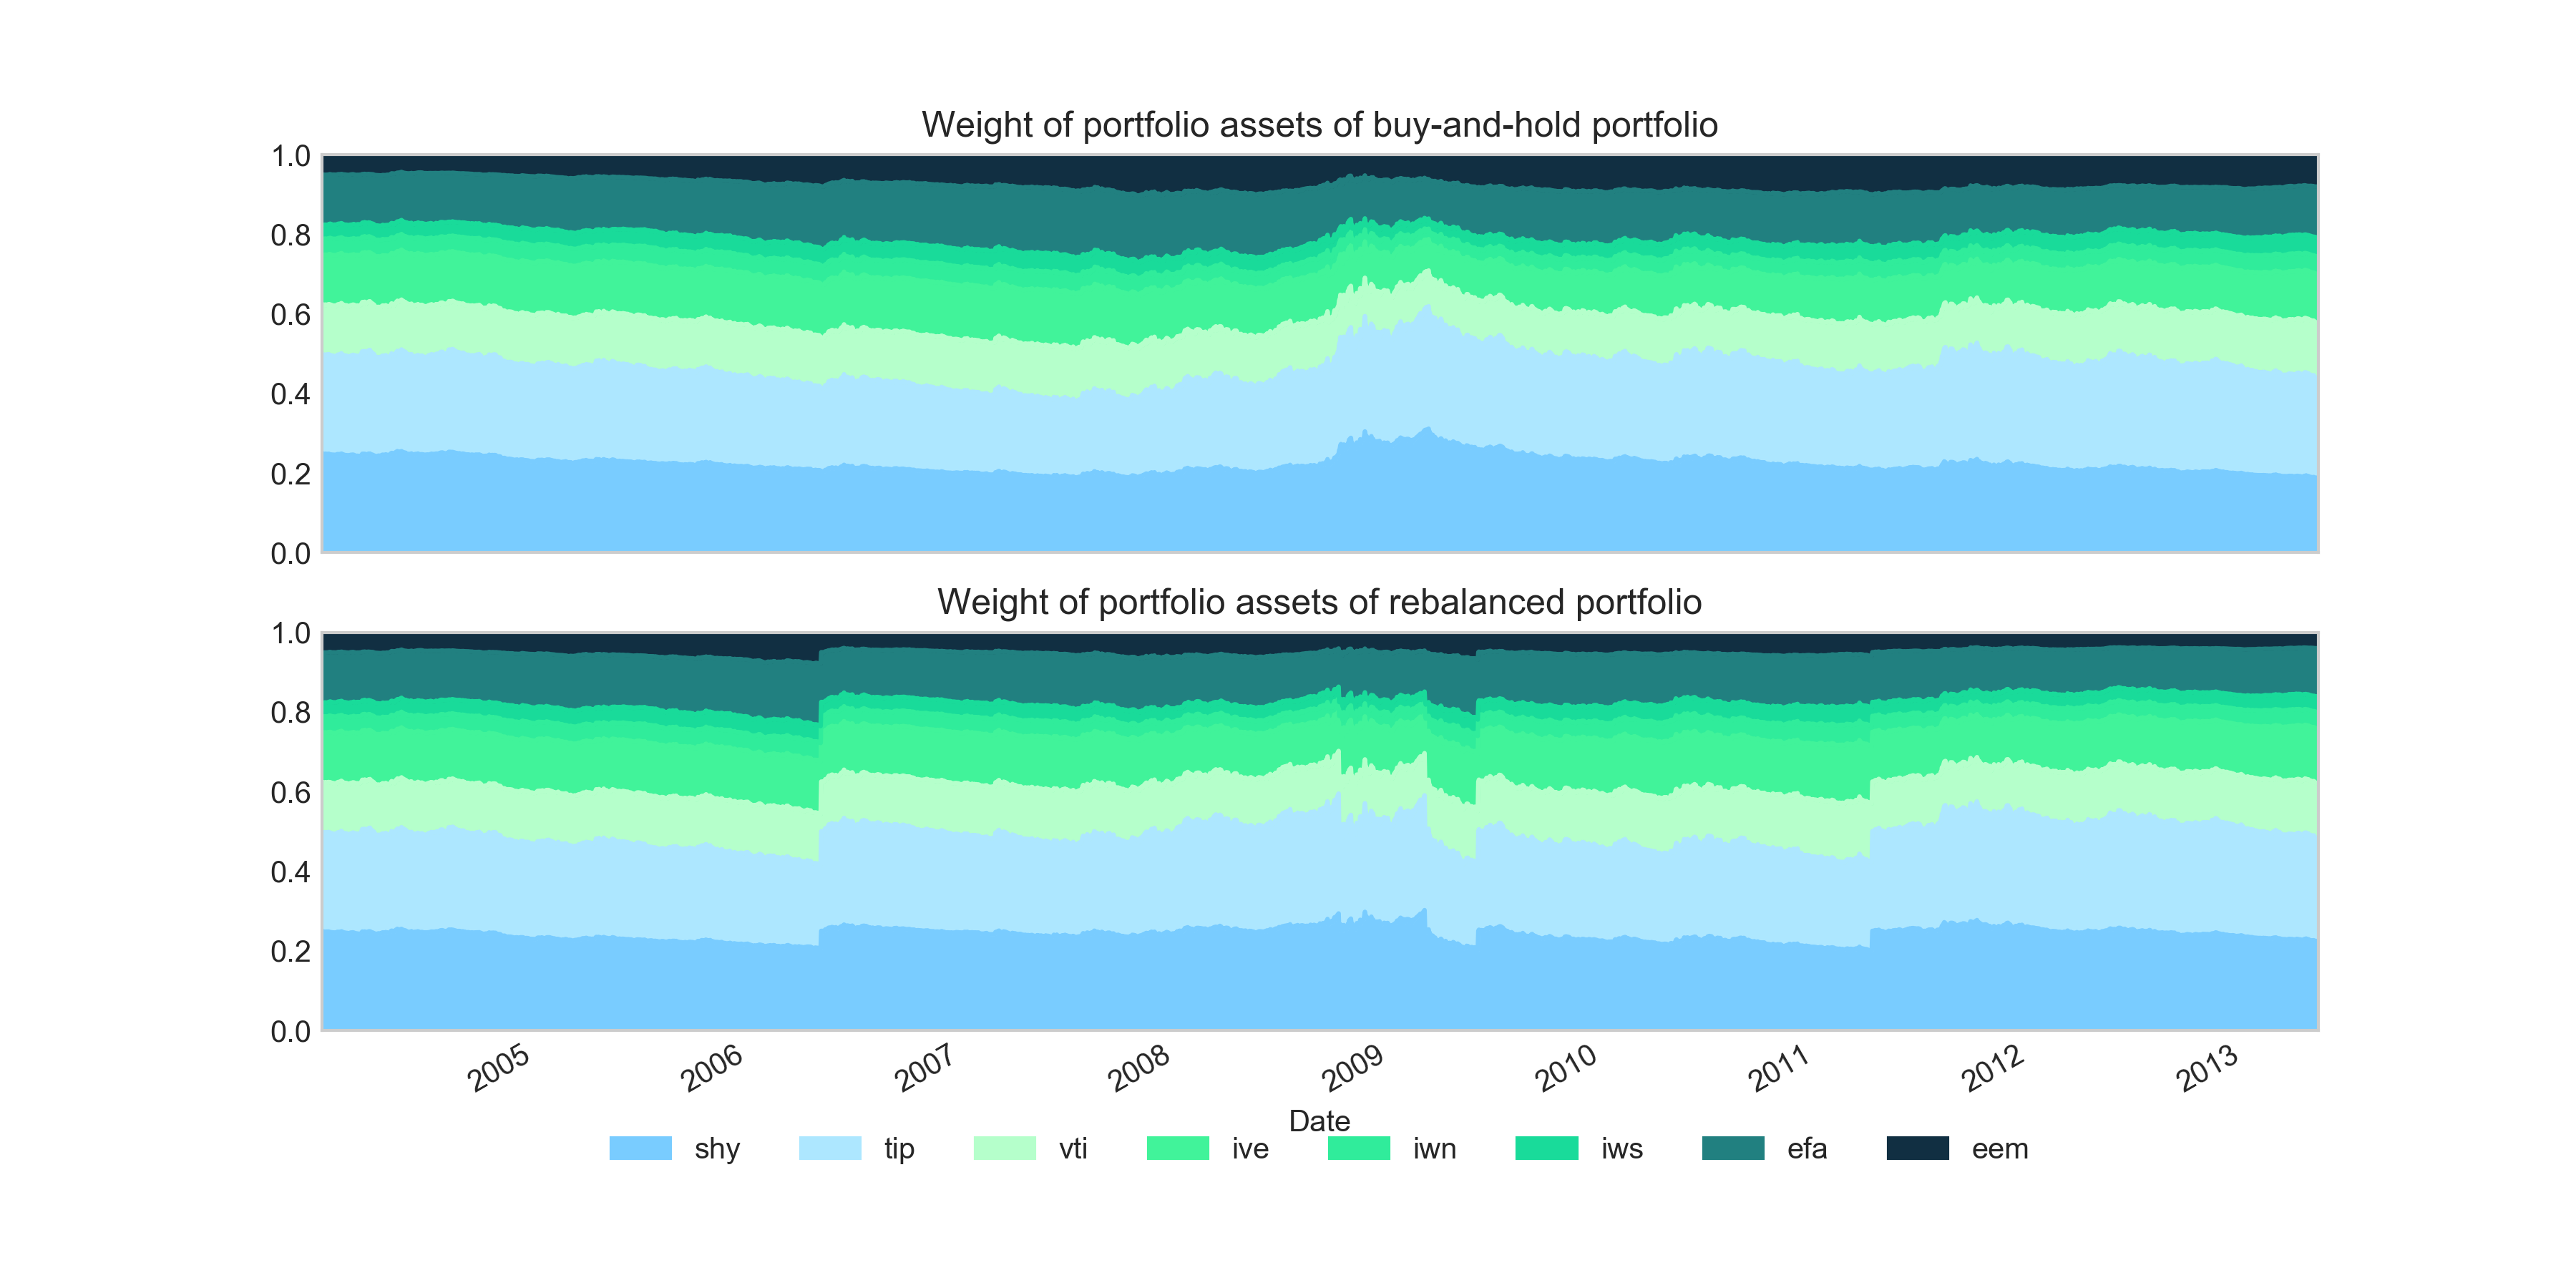 Weight of portfolio assets of buy-and-hold portfolio
1.0
0.8
0.6
0.4
0.2
0.0
Weight of portfolio assets of rebalanced portfolio
1.0
0.8
0.6
0.4
0.2
0.0
2005 2006 2007 2008 2009 2010 2011 2012 2013
Date
shy tip vti ive iwn iws efa eem